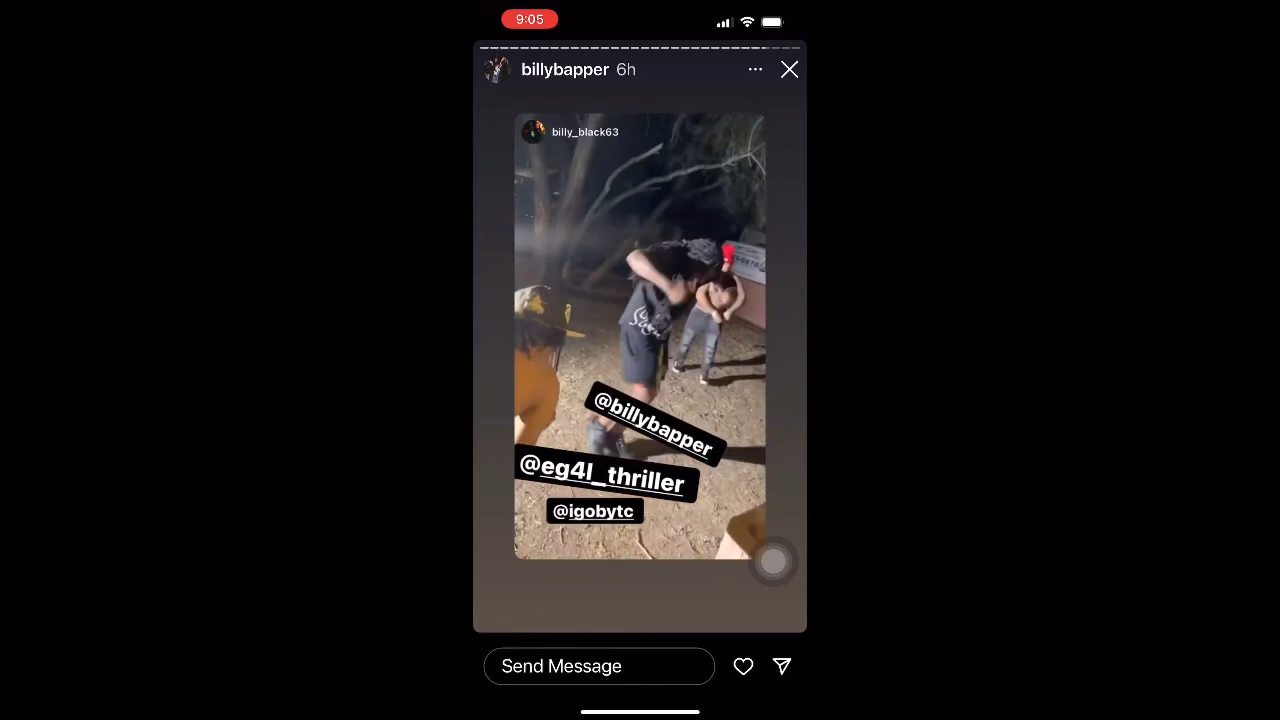 9:05
billybapper 6h
billy_black63
@billybapper
@eg4l_thriller
@igobytc
Send Message